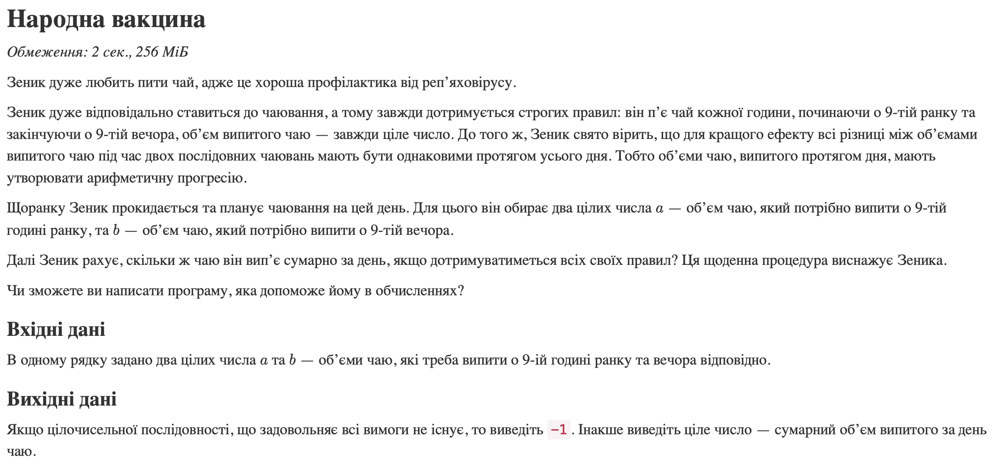 Народна вакцина
Обмеження: 2 сек., 256 МіБ
Зеник дуже любить пити чай, адже це хороша профілактика від реп’яховірусу.
Зеник дуже відповідально ставиться до чаювання, а тому завжди дотримується строгих правил: він п’є чай кожної години, починаючи о 9-тій ранку та
закінчуючи о 9-тій вечора, об’єм випитого чаю — завжди ціле число. До того ж, Зеник свято вірить, що для кращого ефекту всі різниці між об’ємами
випитого чаю під час двох послідовних чаювань мають бути однаковими протягом усього дня. Тобто об’єми чаю, випитого протягом дня, мають
утворювати арифметичну прогресію.
Щоранку Зеник прокидається та планує чаювання на цей день. Для цього він обирає два цілих числа a — об’єм чаю, який потрібно випити о 9-тій
годині ранку, та b — об’єм чаю, який потрібно випити о 9-тій вечора.
Далі Зеник рахує, скільки ж чаю він вип’є сумарно за день, якщо дотримуватиметься всіх своїх правил? Ця щоденна процедура виснажує Зеника.
Чи зможете ви написати програму, яка допоможе йому в обчисленнях?
Вхідні дані
В одному рядку задано два цілих числа a та b — об’єми чаю, які треба випити о 9-ій годині ранку та вечора відповідно.
Вихідні дані
Якщо цілочисельної послідовності, що задовольняє всі вимоги не існує, то виведіть −1. Інакше виведіть ціле число — сумарний об’єм випитого за день
чаю.